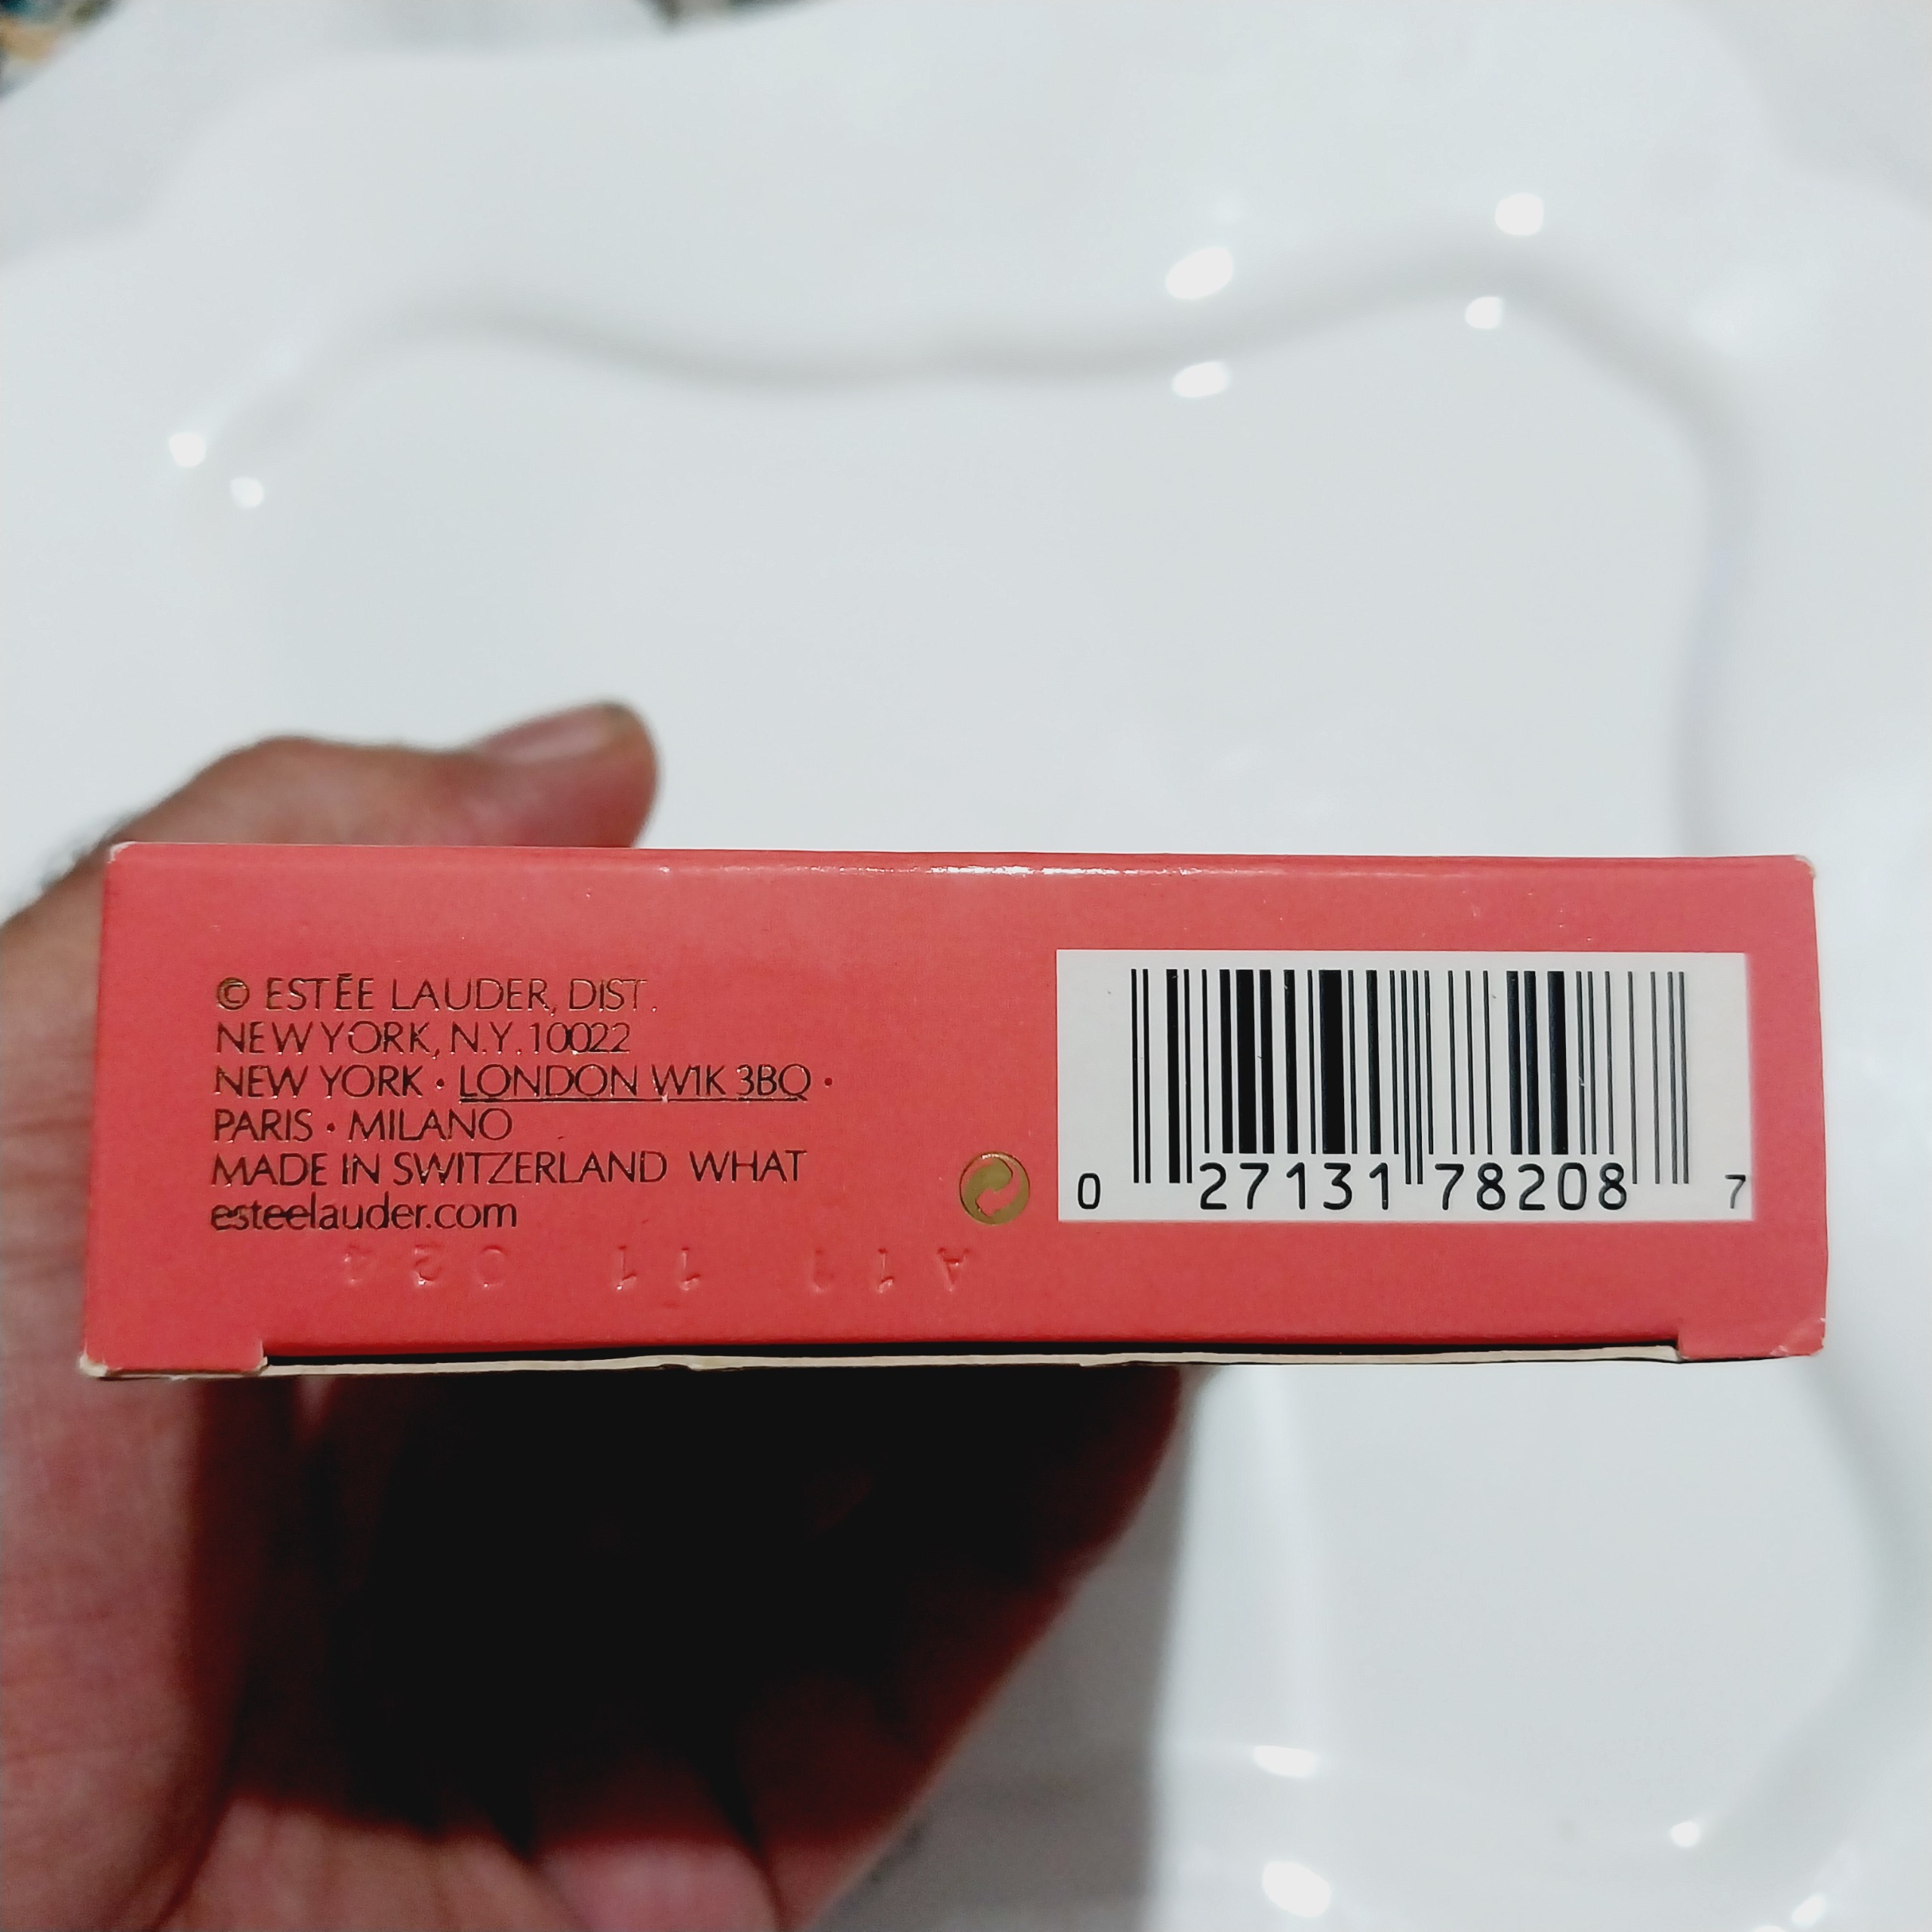 © ESTĒE LAUDER, DIST.
NEW YORK, N.Y. 10022
NEW YORK • LONDON W1K 3BQ •
PARIS • MILANO
MADE IN SWITZERLAND WHAT
esteelauder.com
0 27131 78208 7